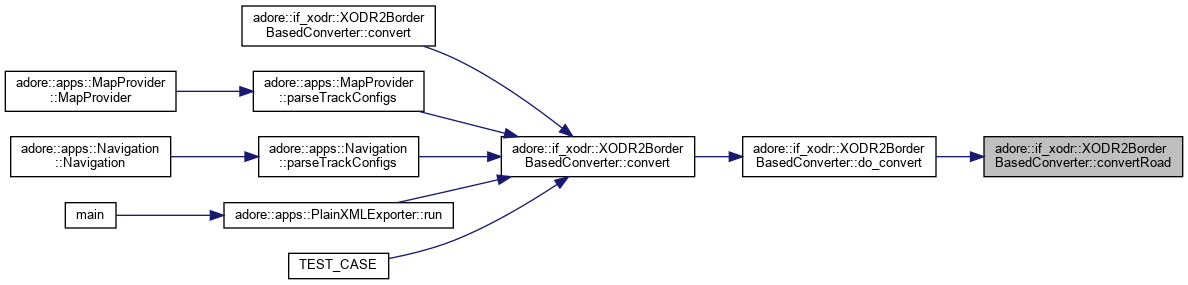 adore::if_xodr::XODR2Border
BasedConverter::convert
adore::apps::MapProvider
::MapProvider
adore::apps::MapProvider
::parseTrackConfigs
adore::apps::Navigation
::Navigation
adore::apps::Navigation
::parseTrackConfigs
adore::if_xodr::XODR2Border
BasedConverter::convert
adore::if_xodr::XODR2Border
BasedConverter::do_convert
adore::if_xodr::XODR2Border
BasedConverter::convertRoad
main
adore::apps::PlainXMLExporter::run
TEST_CASE